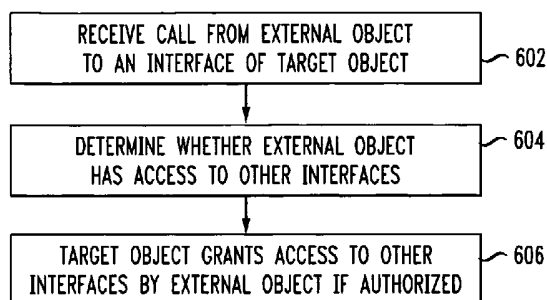 RECEIVE CALL FROM EXTERNAL OBJECT
TO AN INTERFACE OF TARGET OBJECT
602
DETERMINE WHETHER EXTERNAL OBJECT
HAS ACCESS TO OTHER INTERFACES
604
TARGET OBJECT GRANTS ACCESS TO OTHER
INTERFACES BY EXTERNAL OBJECT IF AUTHORIZED
606